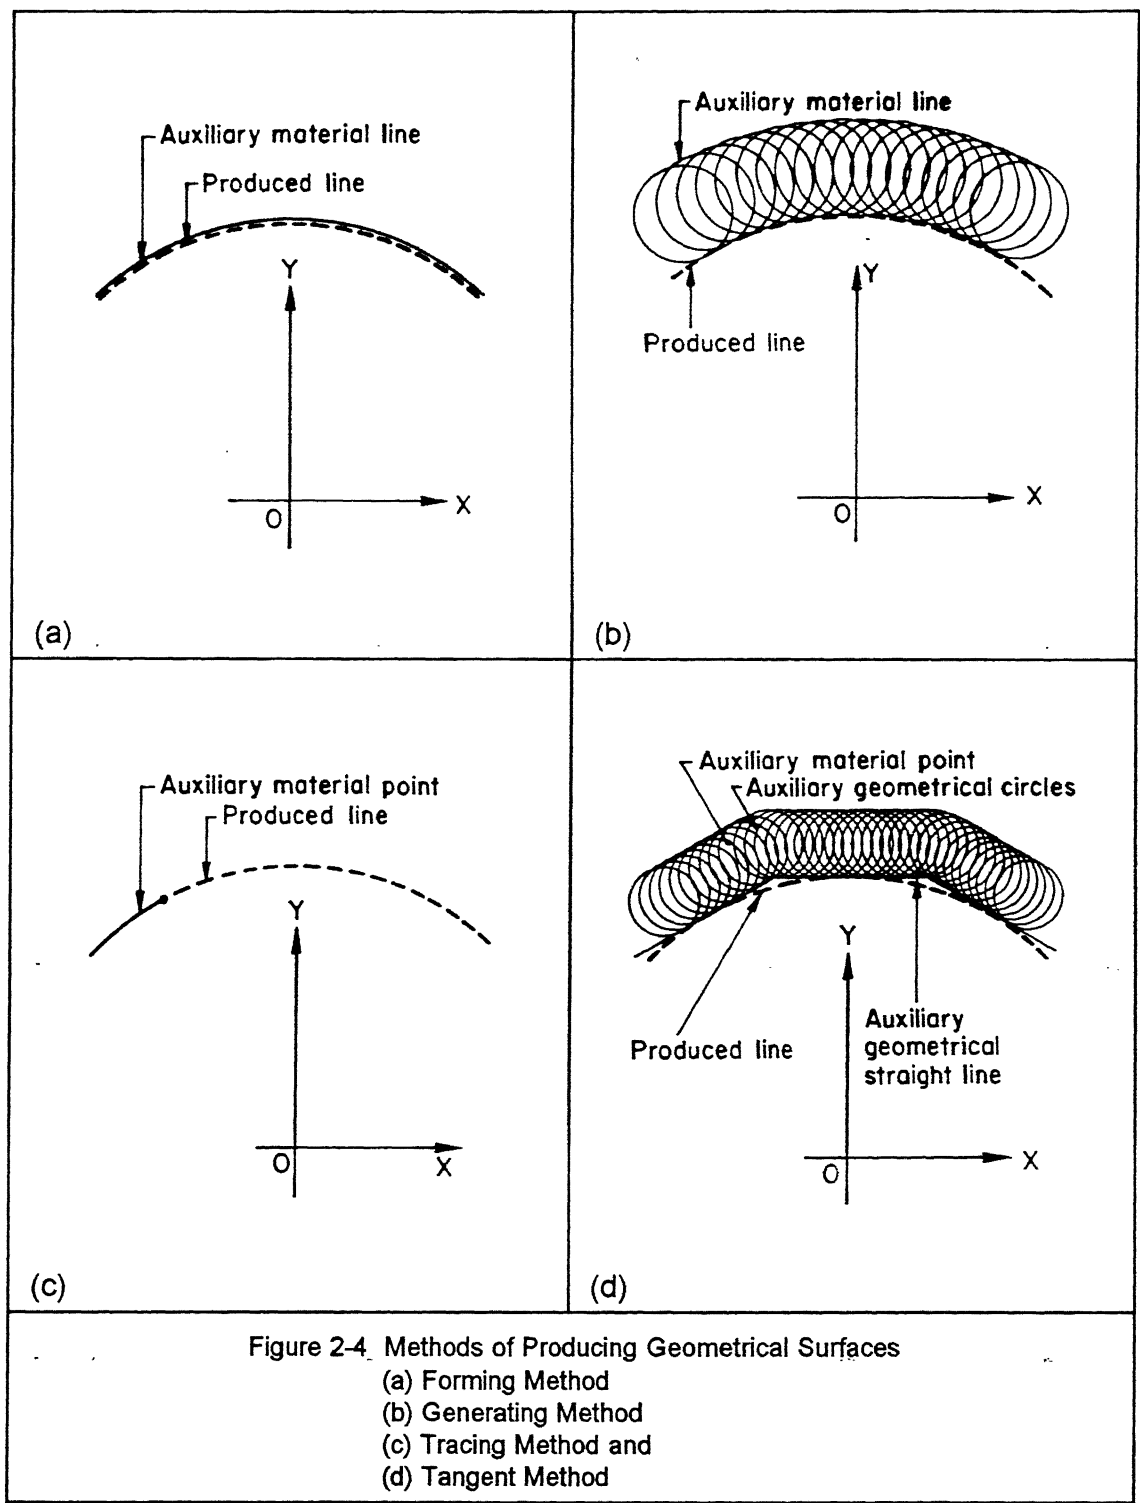 Auxiliary material line
Produced line
Y
X
O
(a)
Auxiliary material line
Y
Produced line
X
O
(b)
Auxiliary material point
Produced line
Y
O
X
(c)
Auxiliary material point
Auxiliary geometrical circles
Y
Produced line
Auxiliary
geometrical
straight line
X
O
(d)
Figure 2-4 Methods of Producing Geometrical Surfaces
(a) Forming Method
(b) Generating Method
(c) Tracing Method and
(d) Tangent Method